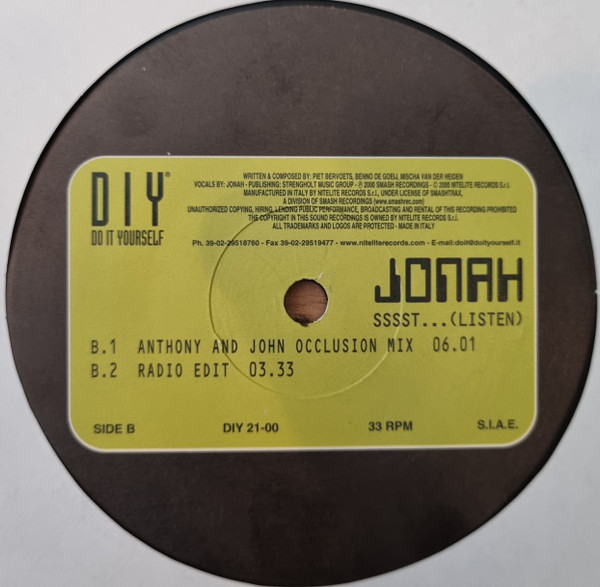 DIY®
DO IT YOURSELF
WRITTEN & COMPOSED BY: PIET BERVOETS, BENNO DE GOEIJ, MISCHA VAN DER HEIDEN
VOCALS BY: JONAH - PUBLISHING: STRENGHOLT MUSIC GROUP - ℗ 2000 SMASH RECORDINGS - © 2000 NITELITE RECORDS S.r.l.
MANUFACTURED IN ITALY BY NITELITE RECORDS S.r.l., UNDER LICENSE OF SMASHTRAX,
A DIVISION OF SMASH RECORDINGS (www.smashrec.com)
UNAUTHORIZED COPYING, HIRING, LENDING PUBLIC PERFORMANCE, BROADCASTING AND RENTAL OF THIS RECORDING PROHIBITED
THE COPYRIGHT IN THIS SOUND RECORDINGS IS OWNED BY NITELITE RECORDS S.r.l.
ALL TRADEMARKS AND LOGOS ARE PROTECTED - MADE IN ITALY
Ph. 39-02-29518760 - Fax 39-02-29519477 - www.niteliterecords.com - E-mail:doit@doityourself.it
JONAH
SSSST...(LISTEN)
B.1 ANTHONY AND JOHN OCCLUSION MIX 06.01
B.2 RADIO EDIT 03.33
SIDE B DIY 21-00 33 RPM S.I.A.E.